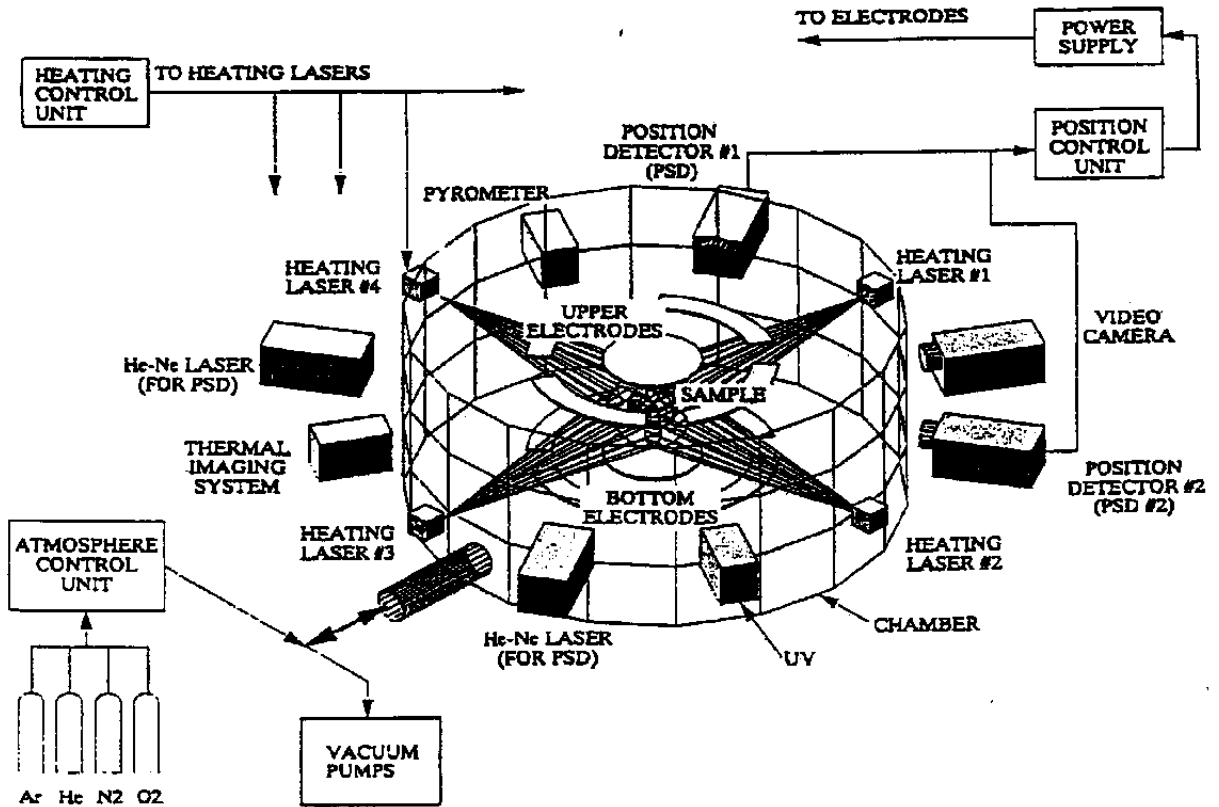 TO ELECTRODES
POWER
SUPPLY
HEATING
CONTROL
UNIT
TO HEATING LASERS
POSITION
DETECTOR #1
(PSD)
POSITION
CONTROL
UNIT
PYROMETER
HEATING
LASER #4
HEATING
LASER #1
UPPER
ELECTRODES
VIDEO
CAMERA
He-Ne LASER
(FOR PSD)
SAMPLE
THERMAL
IMAGING
SYSTEM
POSITION
DETECTOR #2
(PSD #2)
BOTTOM
ELECTRODES
HEATING
LASER #3
HEATING
LASER #2
ATMOSPHERE
CONTROL
UNIT
CHAMBER
He-Ne LASER
(FOR PSD)
UV
VACUUM
PUMPS
Ar He N2 O2